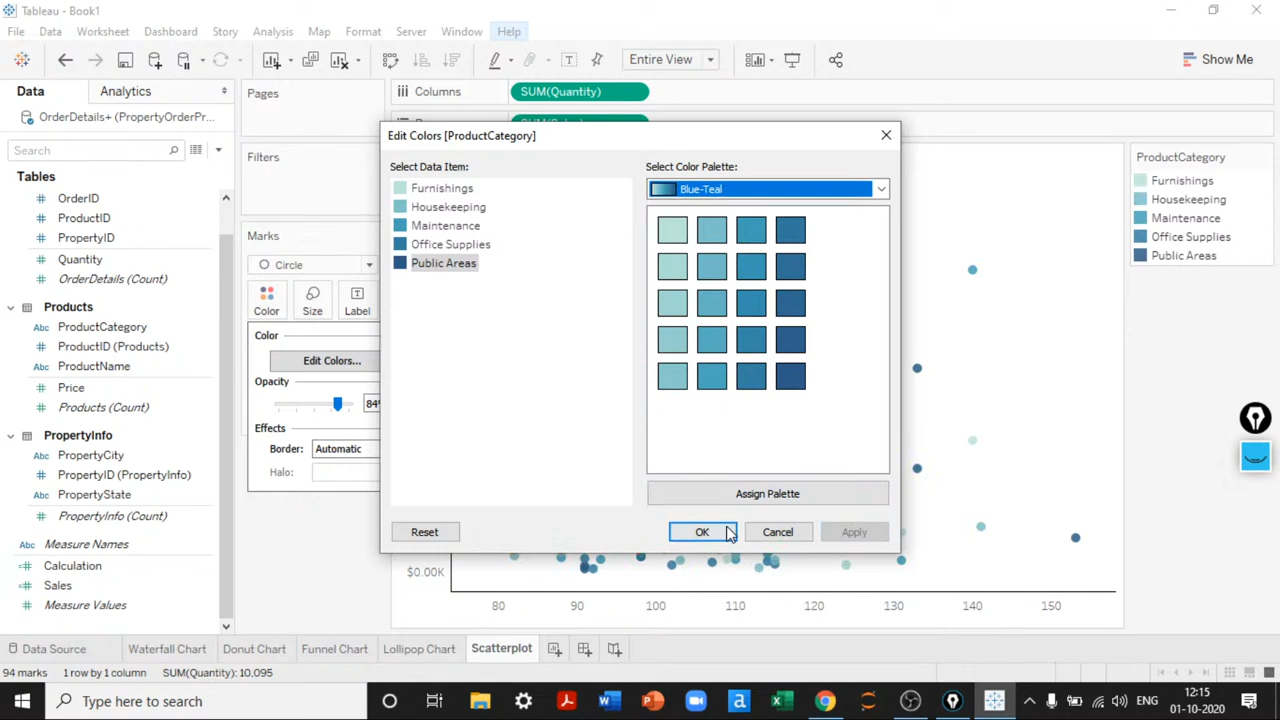 Tableau - Book1
File Data Worksheet Dashboard Story Analysis Map Format Server Window Help
Entire View
Show Me
Data
Analytics
OrderDetails+ (PropertyOrderPr...
Search
Tables
# OrderID
# ProductID
# PropertyID
# Quantity
# OrderDetails (Count)
Products
Abc ProductCategory
# ProductID (Products)
Abc ProductName
# Price
# Products (Count)
PropertyInfo
Abc PropertyCity
# PropertyID (PropertyInfo)
Abc PropertyState
# PropertyInfo (Count)
Abc Measure Names
# Calculation
# Sales
# Measure Values
Pages
Filters
Marks
Circle
Color
Size
Label
Color
Edit Colors...
Opacity
84%
Effects
Border: Automatic
Halo:
Columns
SUM(Quantity)
Edit Colors [ProductCategory]
Select Data Item:
Furnishings
Housekeeping
Maintenance
Office Supplies
Public Areas
Select Color Palette:
Blue-Teal
Assign Palette
Reset
OK
Cancel
Apply
ProductCategory
Furnishings
Housekeeping
Maintenance
Office Supplies
Public Areas
$0.00K
80 90 100 110 120 130 140 150
Data Source
Waterfall Chart
Donut Chart
Funnel Chart
Lollipop Chart
Scatterplot
94 marks 1 row by 1 column SUM(Quantity): 10,095
Type here to search
ENG
12:15
01-10-2020